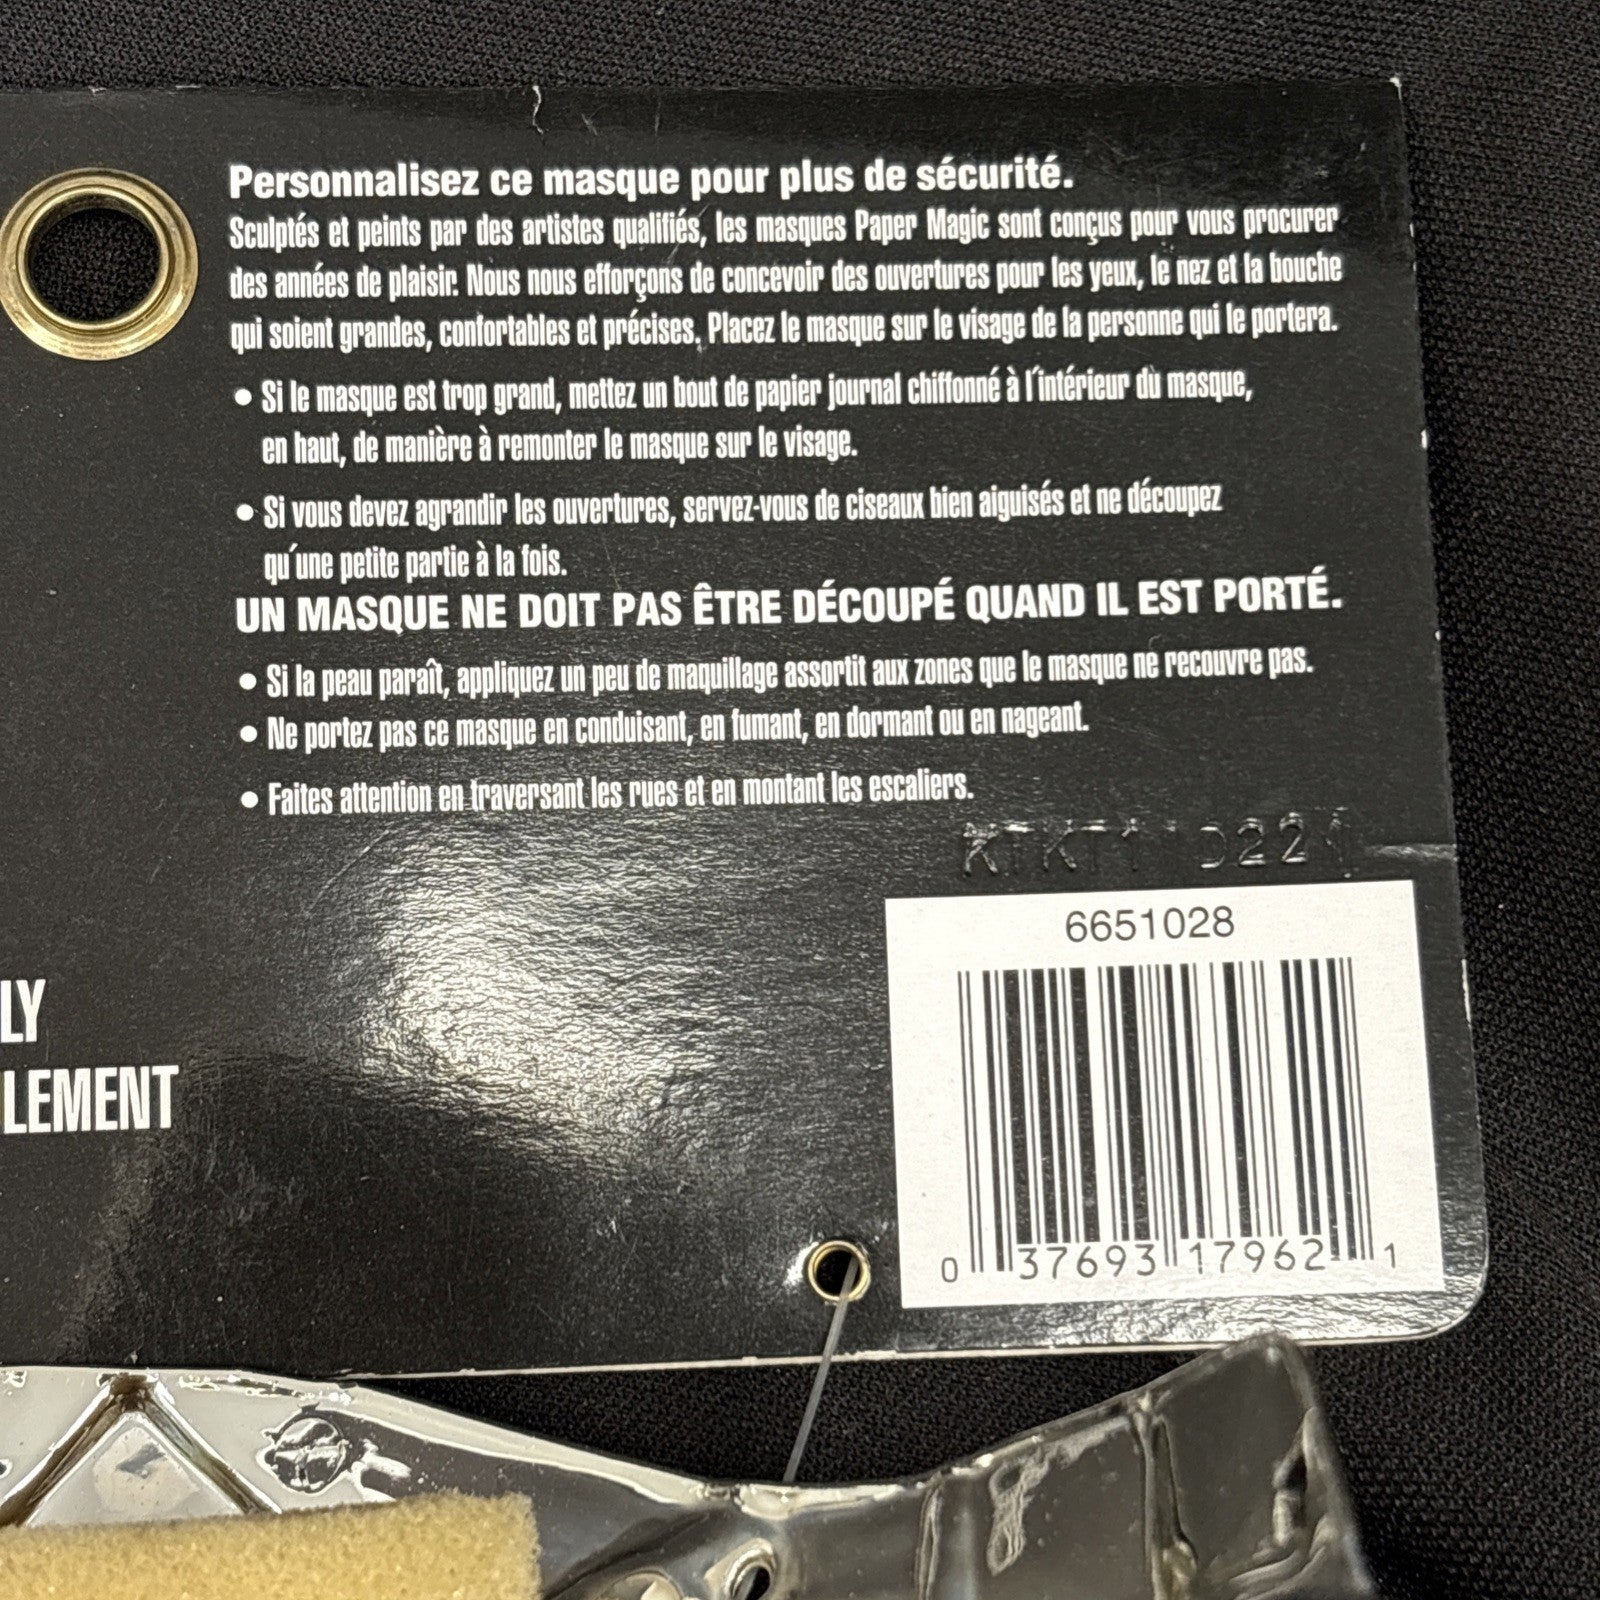 Personnalisez ce masque pour plus de sécurité.
Sculptés et peints par des artistes qualifiés, les masques Paper Magic sont conçus pour vous procurer
des années de plaisir. Nous nous efforçons de concevoir des ouvertures pour les yeux, le nez et la bouche
qui soient grandes, confortables et précises. Placez le masque sur le visage de la personne qui le portera.
• Si le masque est trop grand, mettez un bout de papier journal chiffonné à l'intérieur du masque,
en haut, de manière à remonter le masque sur le visage.
• Si vous devez agrandir les ouvertures, servez-vous de ciseaux bien aiguisés et ne découpez
qu'une petite partie à la fois.
UN MASQUE NE DOIT PAS ÊTRE DÉCOUPÉ QUAND IL EST PORTÉ.
• Si la peau paraît, appliquez un peu de maquillage assortit aux zones que le masque ne recouvre pas.
• Ne portez pas ce masque en conduisant, en fumant, en dormant ou en nageant.
• Faites attention en traversant les rues et en montant les escaliers.
6651028
LY
LEMENT
0 37693 17962 1